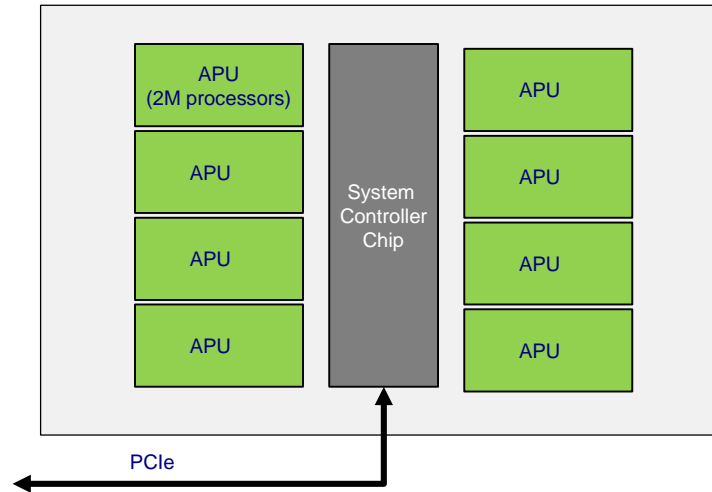 APU
(2M processors)
APU
APU
APU
System
Controller
Chip
APU
APU
APU
APU
PCIe